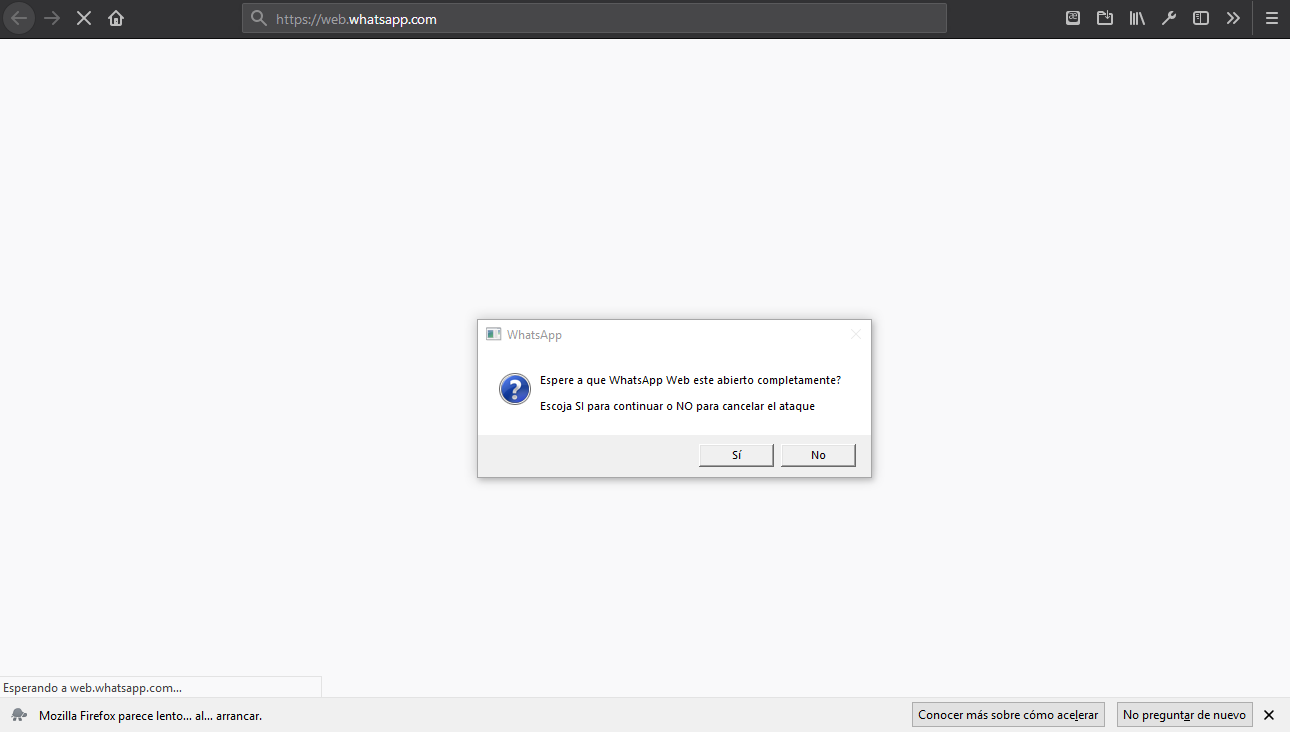 https://web.whatsapp.com
WhatsApp
Espere a que WhatsApp Web este abierto completamente?
Escoja SI para continuar o NO para cancelar el ataque
Sí
No
Esperando a web.whatsapp.com...
Mozilla Firefox parece lento... al... arrancar.
Conocer más sobre cómo acelerar
No preguntar de nuevo